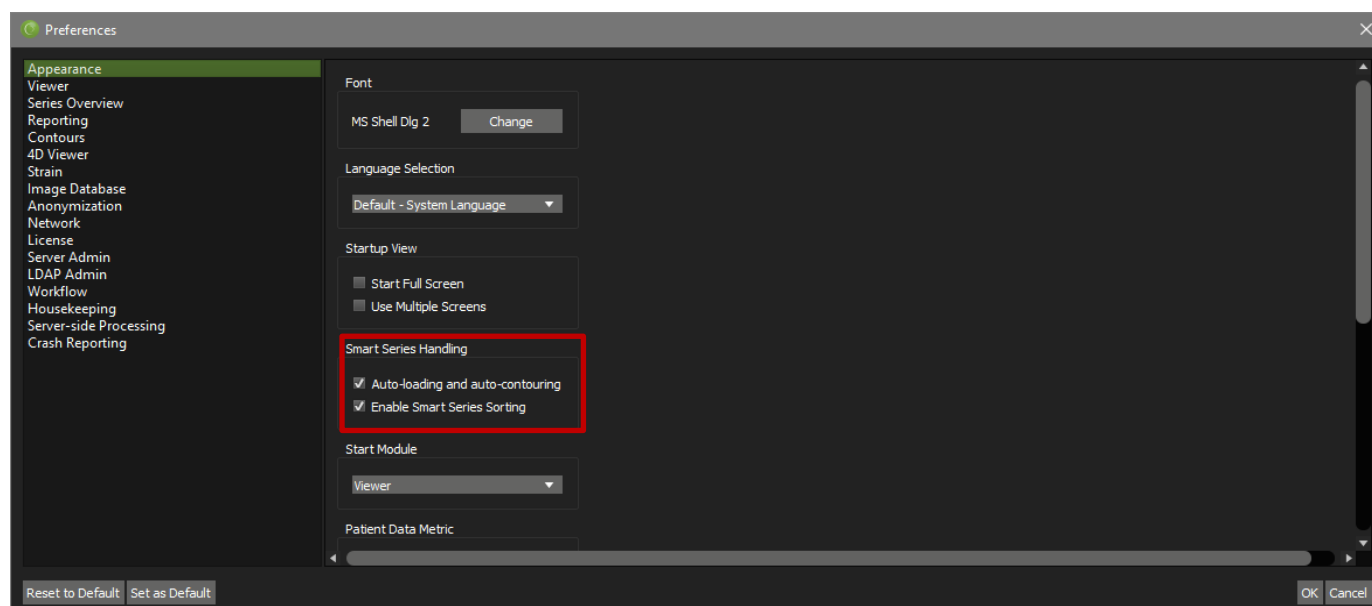 Preferences
Appearance
Viewer
Series Overview
Reporting
Contours
4D Viewer
Strain
Image Database
Anonymization
Network
License
Server Admin
LDAP Admin
Workflow
Housekeeping
Server-side Processing
Crash Reporting
Font
MS Shell Dlg 2 Change
Language Selection
Default - System Language
Startup View
Start Full Screen
Use Multiple Screens
Smart Series Handling
Auto-loading and auto-contouring
Enable Smart Series Sorting
Start Module
Viewer
Patient Data Metric
Reset to Default Set as Default OK Cancel